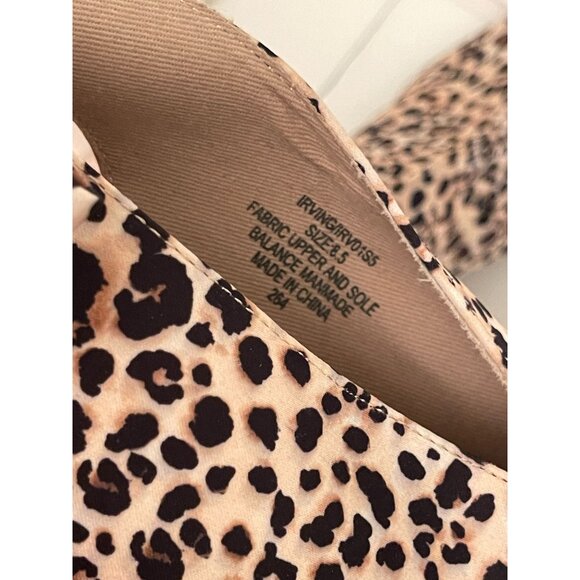 IRVING/IRV01S5
SIZE 8.5
FABRIC UPPER AND SOLE
BALANCE MANMADE
MADE IN CHINA
264